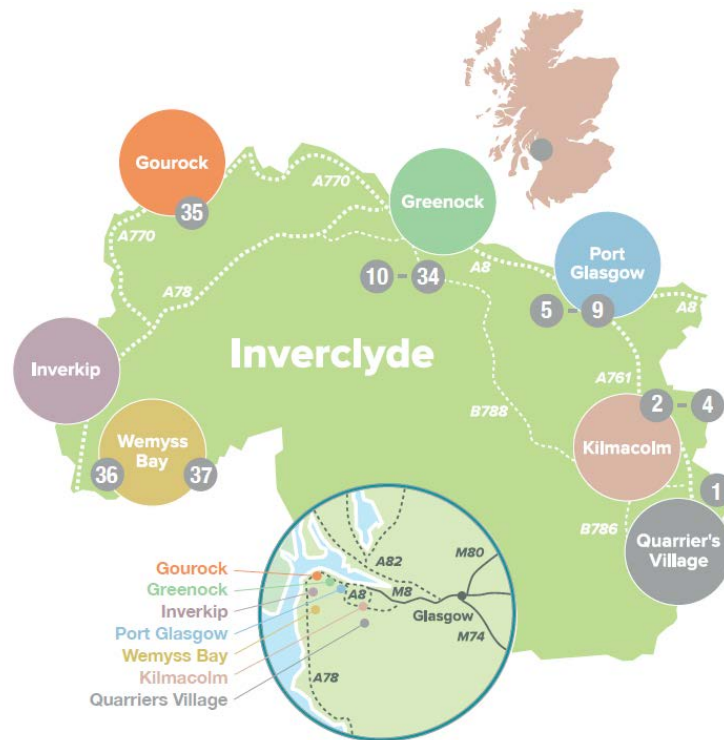 Gourock
35
A770
A770
A78
Greenock
10 - 34
A8
Port
Glasgow
5 - 9
A8
Inverclyde
Inverkip
A761
B788
2 - 4
Kilmacolm
Wemyss
Bay
36
37
1
B786
Quarrier's
Village
Gourock
Greenock
Inverkip
Port Glasgow
Wemyss Bay
Kilmacolm
Quarriers Village
A82
M80
A8
M8
Glasgow
M74
A78